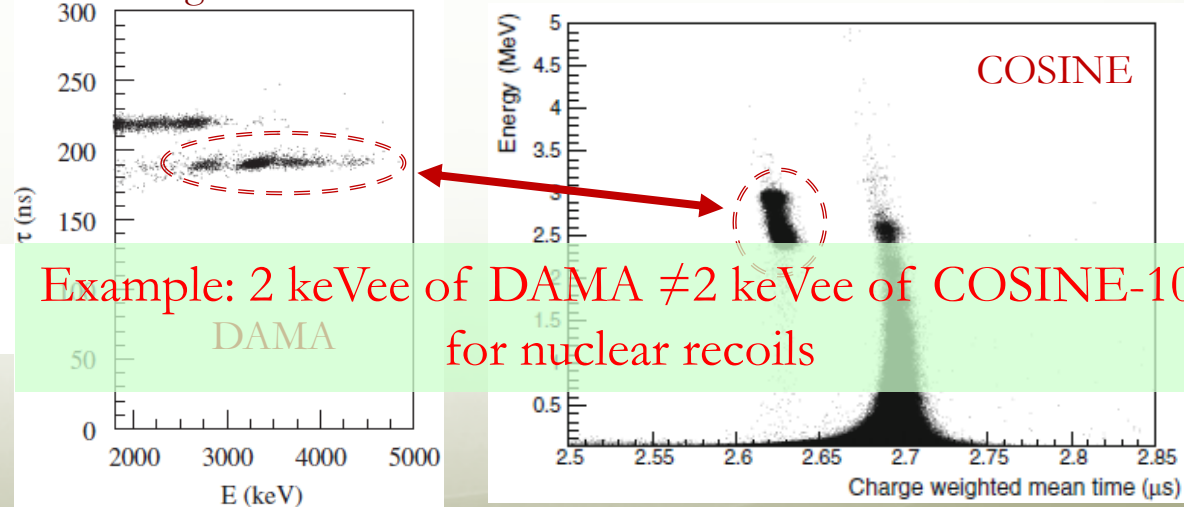 300
250
200
150
50
0
τ (ns)
2000 3000 4000 5000
E (keV)
DAMA
COSINE
Energy (MeV)
5
4.5
4
3.5
3
2.5
1.5
0.5
2.5 2.55 2.6 2.65 2.7 2.75 2.8 2.85
Charge weighted mean time (μs)
Example: 2 keVee of DAMA ≠2 keVee of COSINE-10
for nuclear recoils